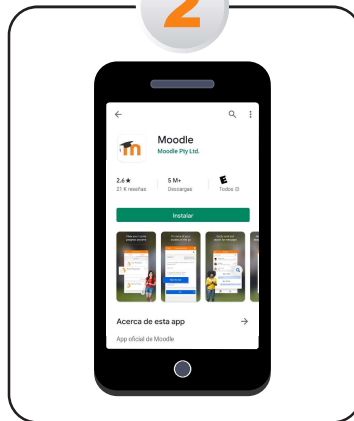 2
m
Moodle
Moodle Pty Ltd.
2.6★
5 M+
E
21 K reseñas
Descargas
Todos
Instalar
Acerca de esta app
App oficial de Moodle